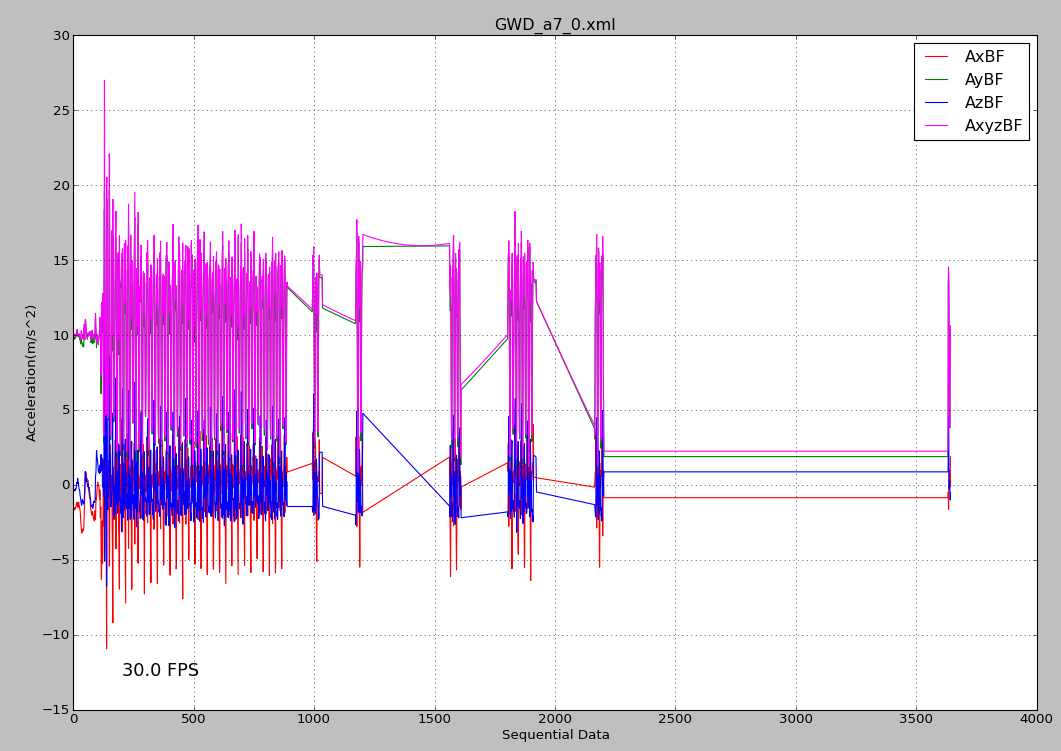 GWD_a7_0.xml
AxBF
AyBF
AzBF
AxyzBF
30
25
20
15
10
5
0
−5
−10
−15
Acceleration(m/s^2)
30.0 FPS
0 500 1000 1500 2000 2500 3000 3500 4000
Sequential Data